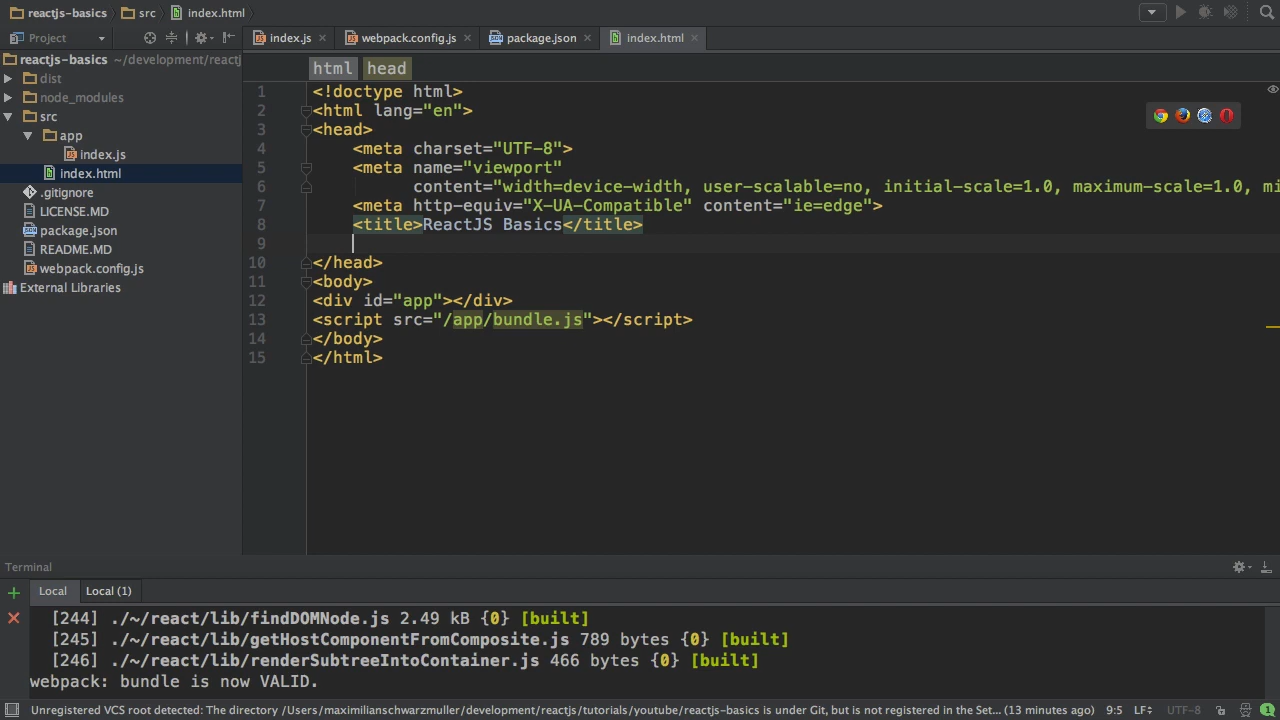 reactjs-basics src index.html
Project
index.js webpack.config.js package.json index.html
reactjs-basics ~/development/reactj
dist
node_modules
src
app
index.js
index.html
.gitignore
LICENSE.MD
package.json
README.MD
webpack.config.js
External Libraries
html head
1 <!doctype html>
2 <html lang="en">
3 <head>
4 <meta charset="UTF-8">
5 <meta name="viewport"
6 content="width=device-width, user-scalable=no, initial-scale=1.0, maximum-scale=1.0, mi
7 <meta http-equiv="X-UA-Compatible" content="ie=edge">
8 <title>ReactJS Basics</title>
9
10 </head>
11 <body>
12 <div id="app"></div>
13 <script src="/app/bundle.js"></script>
14 </body>
15 </html>
Terminal
Local Local (1)
[244] ./~/react/lib/findDOMNode.js 2.49 kB {0} [built]
[245] ./~/react/lib/getHostComponentFromComposite.js 789 bytes {0} [built]
[246] ./~/react/lib/renderSubtreeIntoContainer.js 466 bytes {0} [built]
webpack: bundle is now VALID.
Unregistered VCS root detected: The directory /Users/maximilianschwarzmuller/development/reactjs/tutorials/youtube/reactjs-basics is under Git, but is not registered in the Set... (13 minutes ago) 9:5 LF÷ UTF-8 1